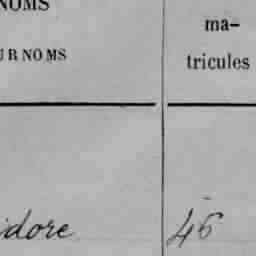 NOMS
URNOMS
ma-
tricules
idore
46